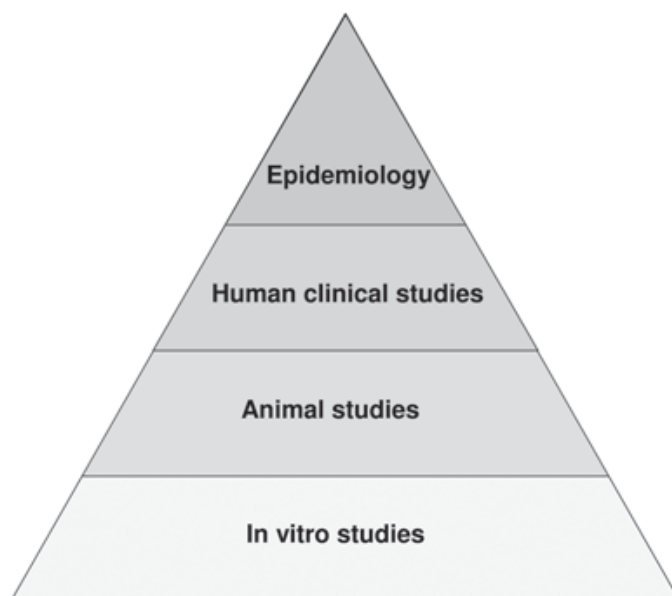 Epidemiology
Human clinical studies
Animal studies
In vitro studies